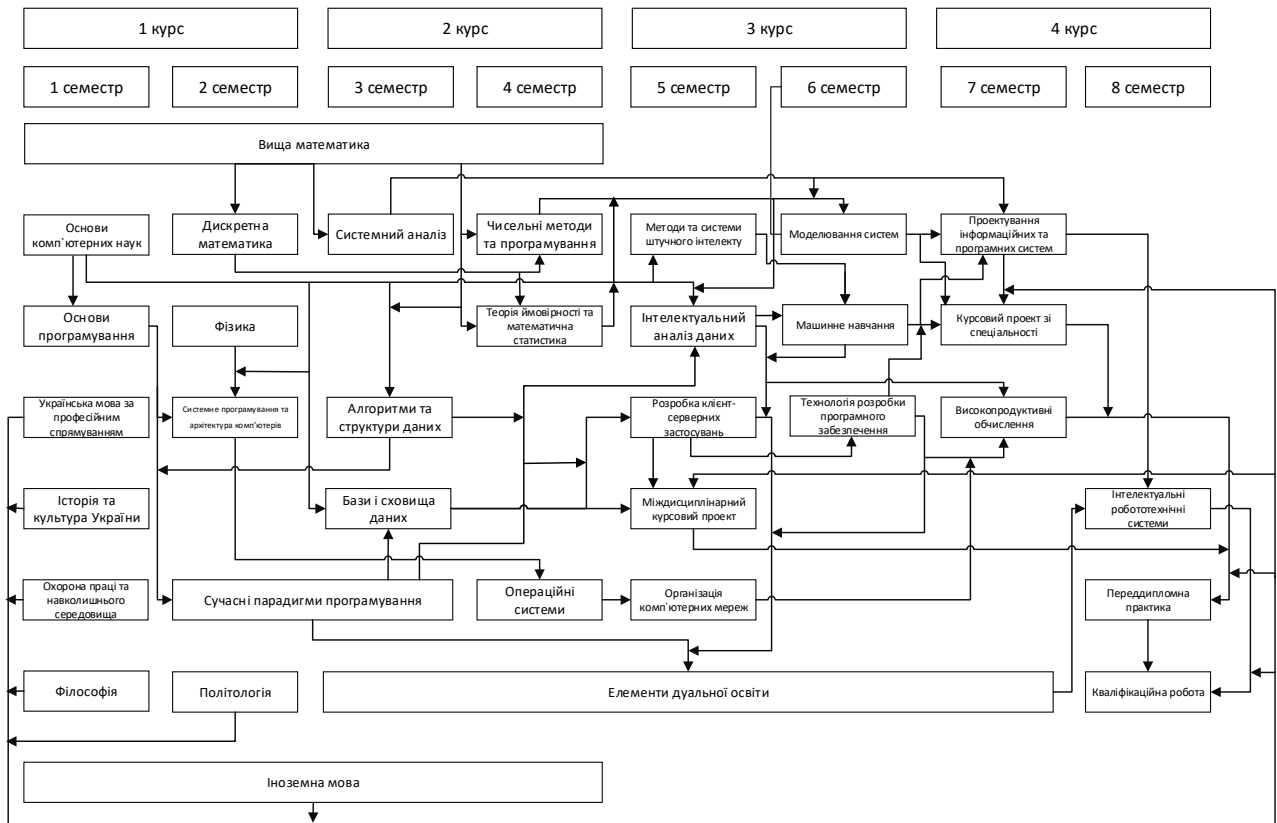 1 курс
2 курс
3 курс
4 курс
1 семестр
2 семестр
3 семестр
4 семестр
5 семестр
6 семестр
7 семестр
8 семестр
Вища математика
Основи
комп`ютерних наук
Дискретна
математика
Системний аналіз
Чисельні методи
та програмування
Методи та системи
штучного інтелекту
Моделювання систем
Проектування
інформаційних та
програмних систем
Основи
програмування
Фізика
Теорія ймовірності та
математична
статистика
Інтелектуальний
аналіз даних
Машинне навчання
Курсовий проект зі
спеціальності
Українська мова за
професійним
спрямуванням
Системне програмування та
архітектура комп’ютерів
Алгоритми та
структури даних
Розробка клієнт-
серверних
застосувань
Технологія розробки
програмного
забезпечення
Високопродуктивні
обчислення
Історія та
культура України
Бази і сховища
даних
Міждисциплінарний
курсовий проект
Інтелектуальні
робототехнічні
системи
Охорона праці та
навколишнього
середовища
Сучасні парадигми програмування
Операційні
системи
Організація
комп`ютерних мереж
Переддипломна
практика
Філософія
Політологія
Елементи дуальної освіти
Кваліфікаційна робота
Іноземна мова